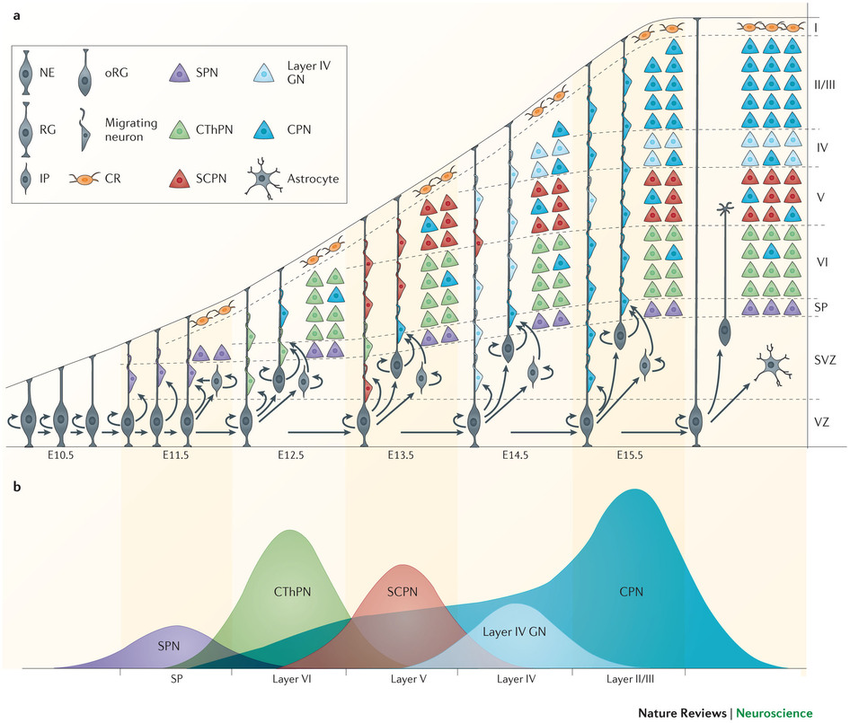 a
NE
oRG
SPN
Layer IV
GN
RG
Migrating
neuron
CThPN
CPN
IP
CR
SCPN
Astrocyte
I
II/III
IV
V
VI
SP
SVZ
VZ
E10.5
E11.5
E12.5
E13.5
E14.5
E15.5
b
SPN
CThPN
SCPN
Layer IV GN
CPN
SP
Layer VI
Layer V
Layer IV
Layer II/III
Nature Reviews | Neuroscience